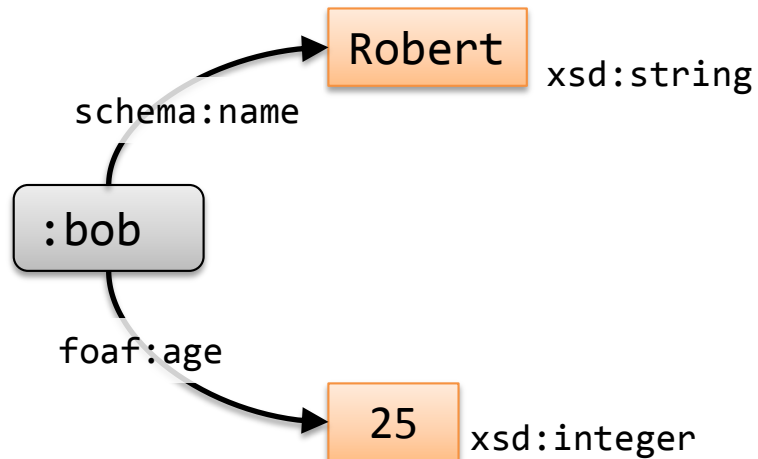 Robert
xsd:string
schema:name
:bob
foaf:age
25
xsd:integer